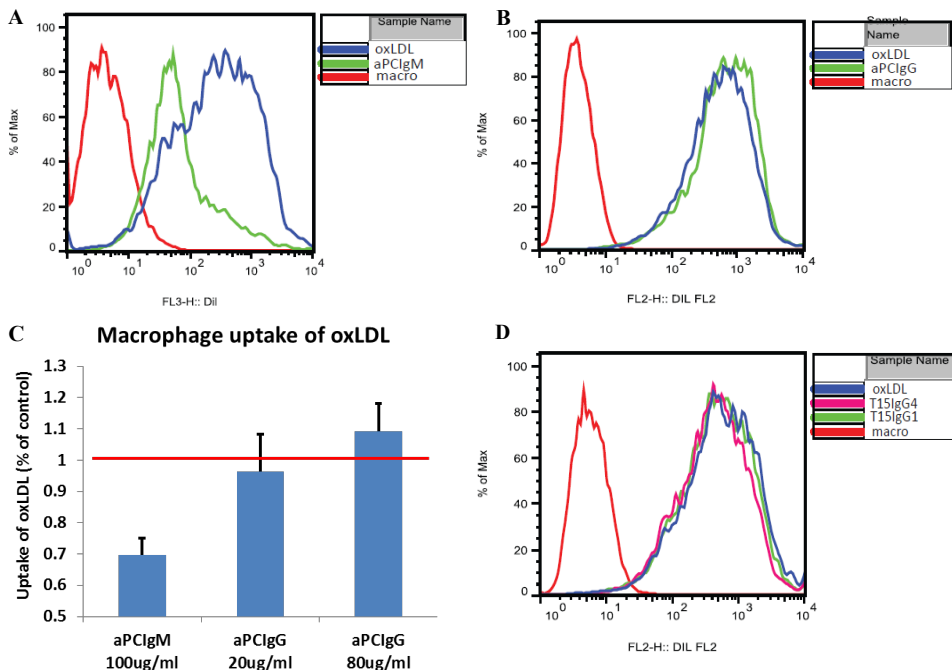 A
Sample Name
oxLDL
aPCIgM
macro
% of Max
100
80
60
40
20
0
10^0 10^1 10^2 10^3 10^4
FL3-H:: Dil
B
Sample
Name
oxLDL
aPCIgG
macro
% of Max
100
80
60
40
20
0
10^0 10^2 10^3 10^4
FL2-H:: DIL FL2
C
Macrophage uptake of oxLDL
Uptake of oxLDL (% of control)
1.3
1.2
1.1
1
0.9
0.8
0.7
0.6
0.5
aPCIgM aPCIgG aPCIgG
100ug/ml 20ug/ml 80ug/ml
D
Sample Name
oxLDL
T15IgG4
T15IgG1
macro
% of Max
100
80
60
40
20
0
10^0 10^1 10^2 10^3 10^4
FL2-H:: DIL FL2